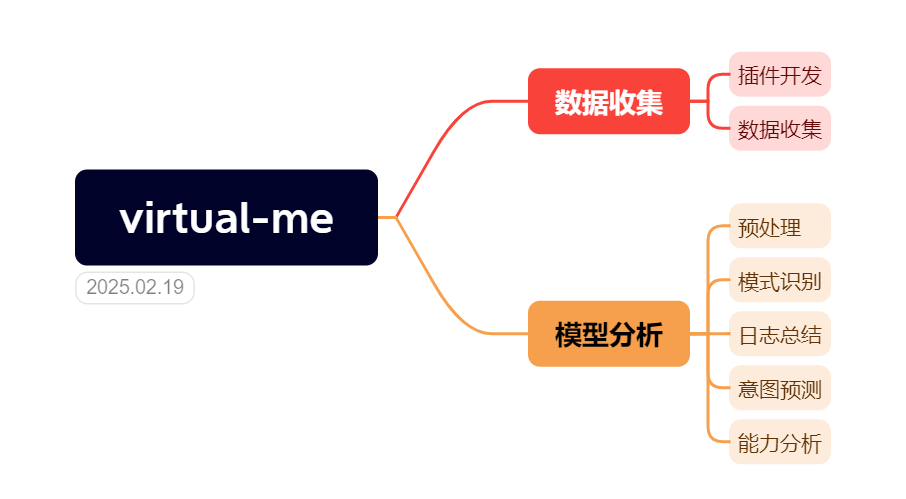 virtual-me
2025.02.19
数据收集
插件开发
数据收集
模型分析
预处理
模式识别
日志总结
意图预测
能力分析